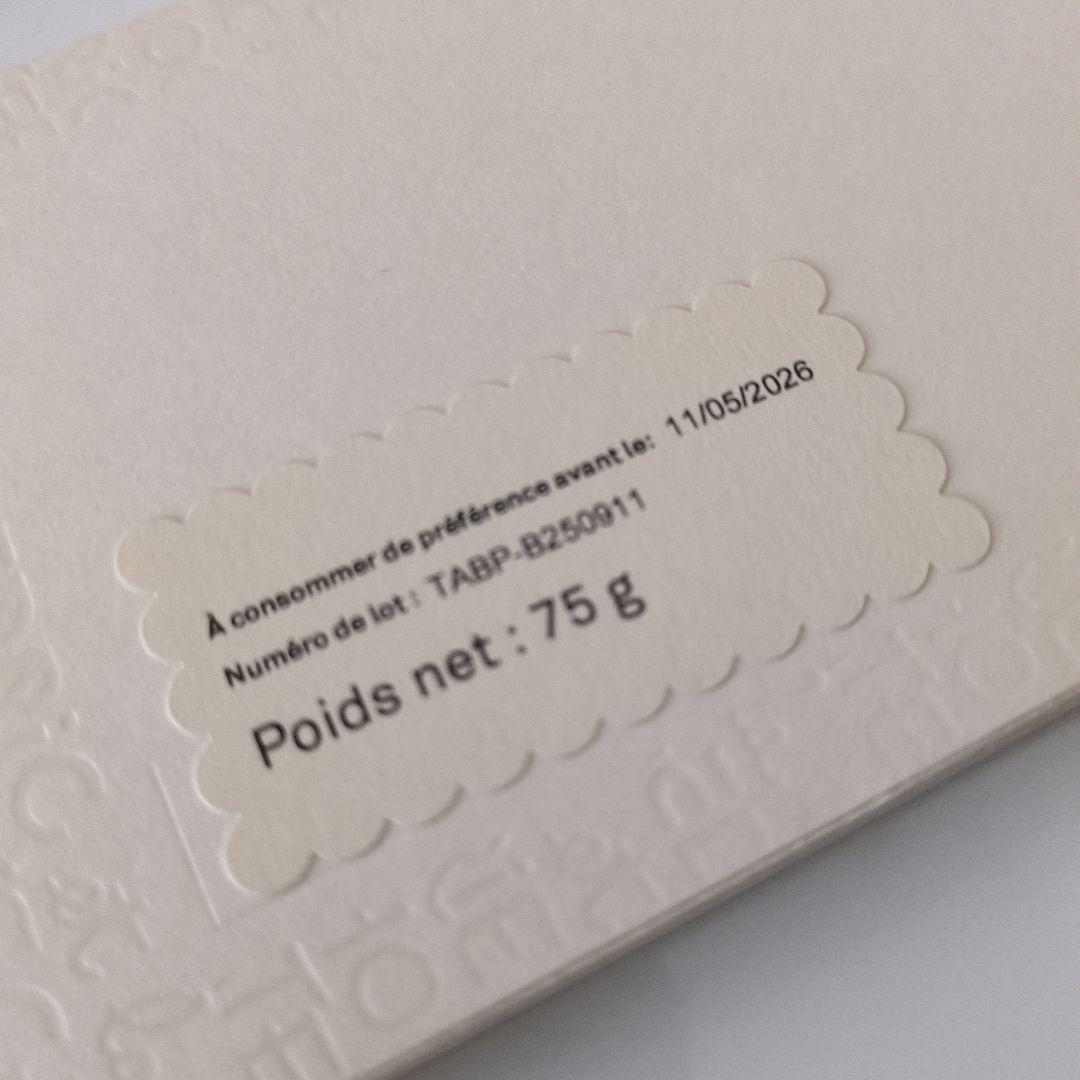 À consommer de préférence avant le: 11/05/2026
Numéro de lot : TABP-B250911
Poids net : 75 g